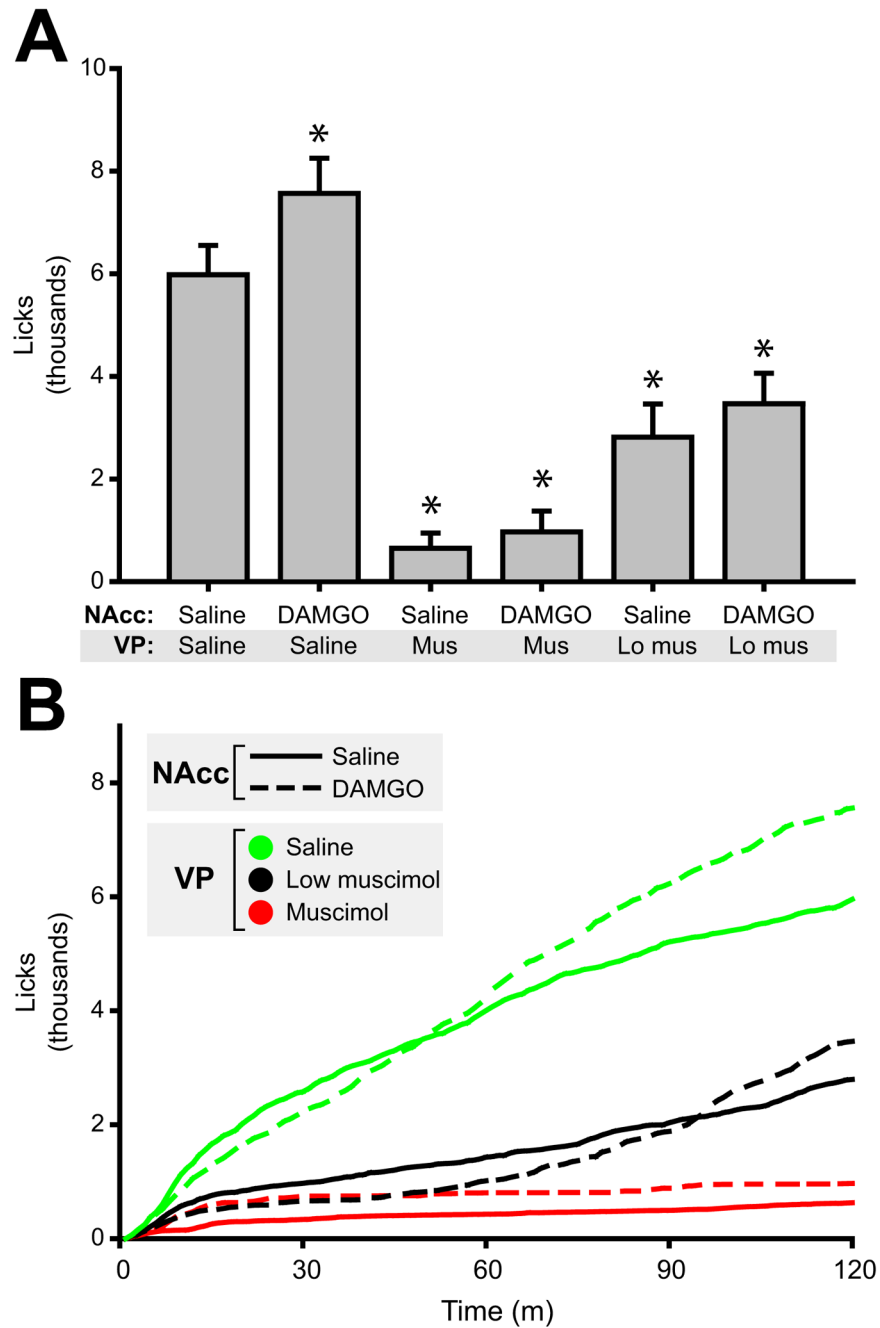 A
10
8
6
4
2
0
Licks
(thousands)
*
*
*
*
*
NAcc: Saline DAMGO Saline DAMGO Saline DAMGO
VP: Saline Saline Mus Mus Lo mus Lo mus
B
NAcc
Saline
DAMGO
VP
Saline
Low muscimol
Muscimol
8
6
4
2
0
Licks
(thousands)
0 30 60 90 120
Time (m)